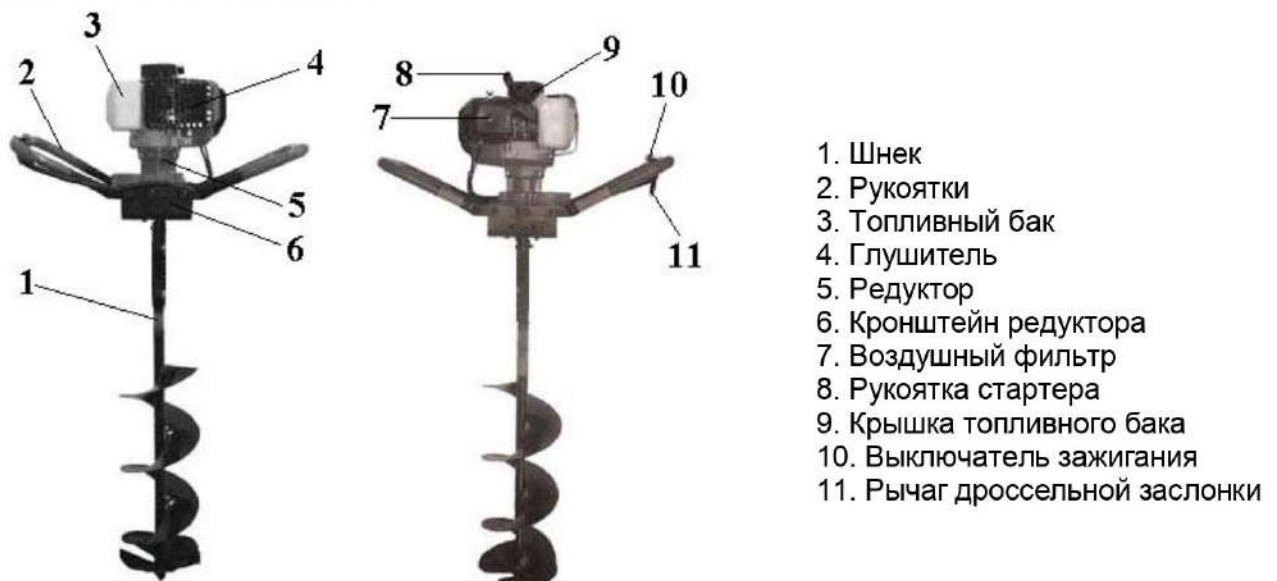 3
4
2
5
6
1
8
9
10
7
11
1. Шнек
2. Рукоятки
3. Топливный бак
4. Глушитель
5. Редуктор
6. Кронштейн редуктора
7. Воздушный фильтр
8. Рукоятка стартера
9. Крышка топливного бака
10. Выключатель зажигания
11. Рычаг дроссельной заслонки